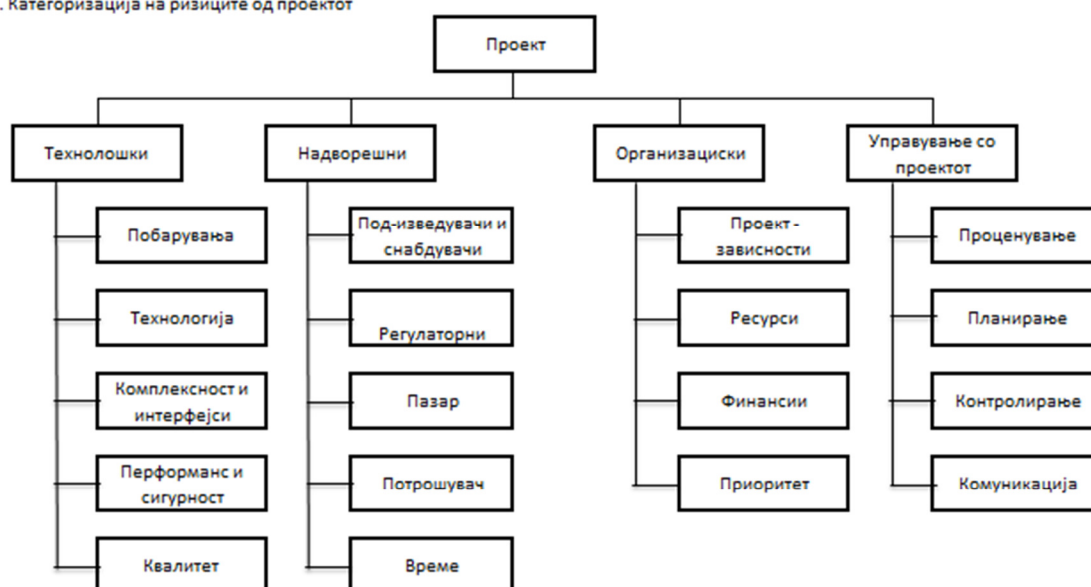 . Категоризација на ризиците од проектот
Проект
Технолошки
Надворешни
Организациски
Управување со
проектот
Побарувања
Технологија
Комплексност и
интерфејси
Перформанс и
сигурност
Квалитет
Под-изведувачи и
снабдувачи
Регулаторни
Пазар
Потрошувач
Време
Проект -
зависности
Ресурси
Финансии
Приоритет
Проценување
Планирање
Контролирање
Комуникација